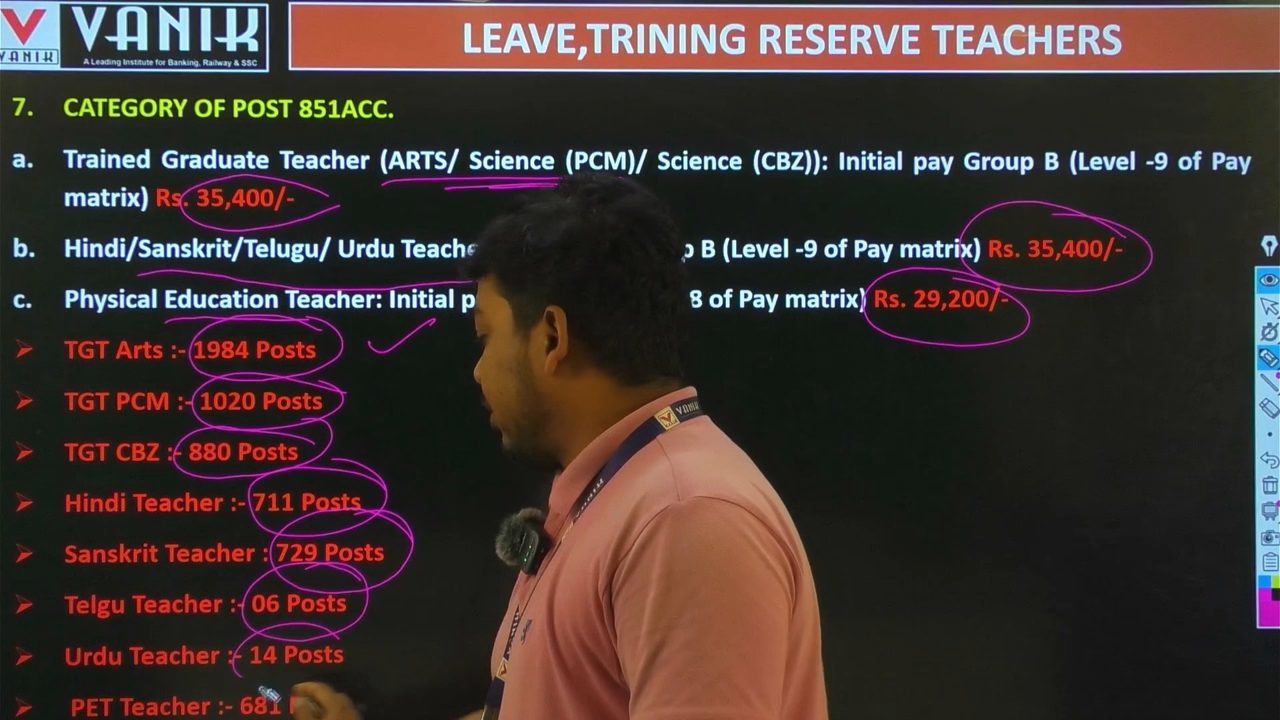 VANIK
VANIK
A Leading Institute for Banking, Railway & SSC
LEAVE,TRINING RESERVE TEACHERS
7. CATEGORY OF POST 851ACC.
a. Trained Graduate Teacher (ARTS/ Science (PCM)/ Science (CBZ)): Initial pay Group B (Level -9 of Pay
matrix) Rs. 35,400/-
b. Hindi/Sanskrit/Telugu/ Urdu B (Level -9 of Pay matrix) Rs. 35,400/-
c. Physical Education Teacher: Initial 8 of Pay matrix) Rs. 29,200/-
➢ TGT Arts :- 1984 Posts
➢ TGT PCM :- 1020 Posts
➢ TGT CBZ :- 880 Posts
➢ Hindi Teacher :- 711 Posts
➢ Sanskrit Teacher : 729 Posts
➢ Telgu Teacher :- 06 Posts
➢ Urdu Teacher :- 14 Posts
➢ PET Teacher :- 681
VANIK
VANIK